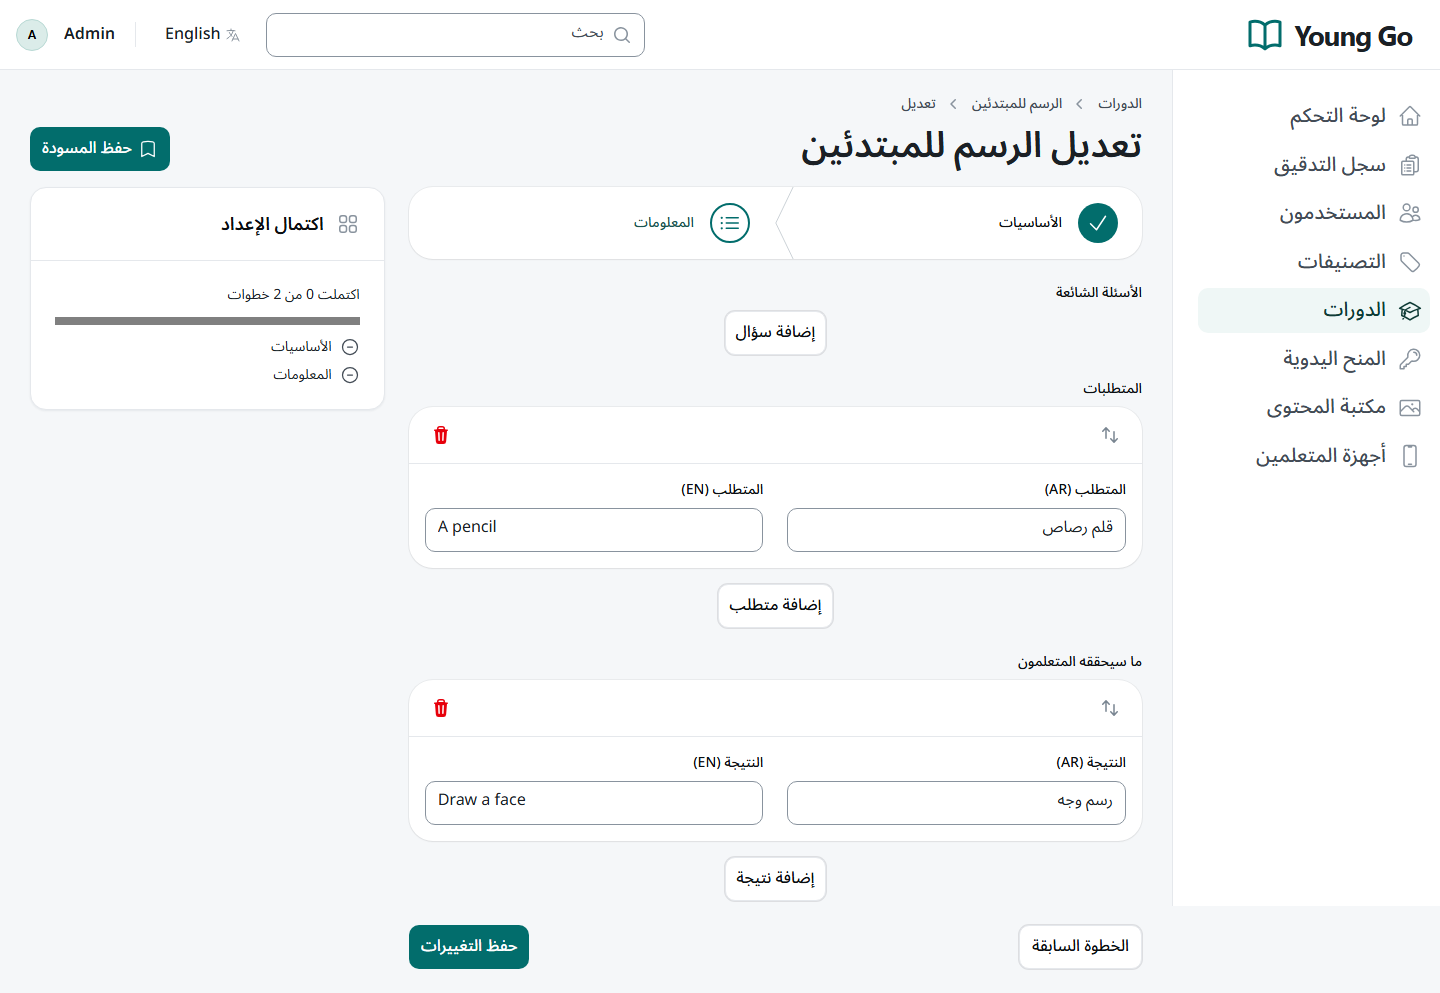 Young Go
بحث
English
Admin
A
لوحة التحكم
سجل التدقيق
المستخدمون
التصنيفات
الدورات
المنح اليدوية
مكتبة المحتوى
أجهزة المتعلمين
الدورات
الرسم للمبتدئين
تعديل
تعديل الرسم للمبتدئين
حفظ المسودة
الأساسيات
المعلومات
الأسئلة الشائعة
إضافة سؤال
المتطلبات
المتطلب (AR)
المتطلب (EN)
قلم رصاص
A pencil
إضافة متطلب
ما سيحققه المتعلمون
النتيجة (AR)
النتيجة (EN)
رسم وجه
Draw a face
إضافة نتيجة
الخطوة السابقة
حفظ التغييرات
اكتمال الإعداد
اكتملت 0 من 2 خطوات
الأساسيات
المعلومات